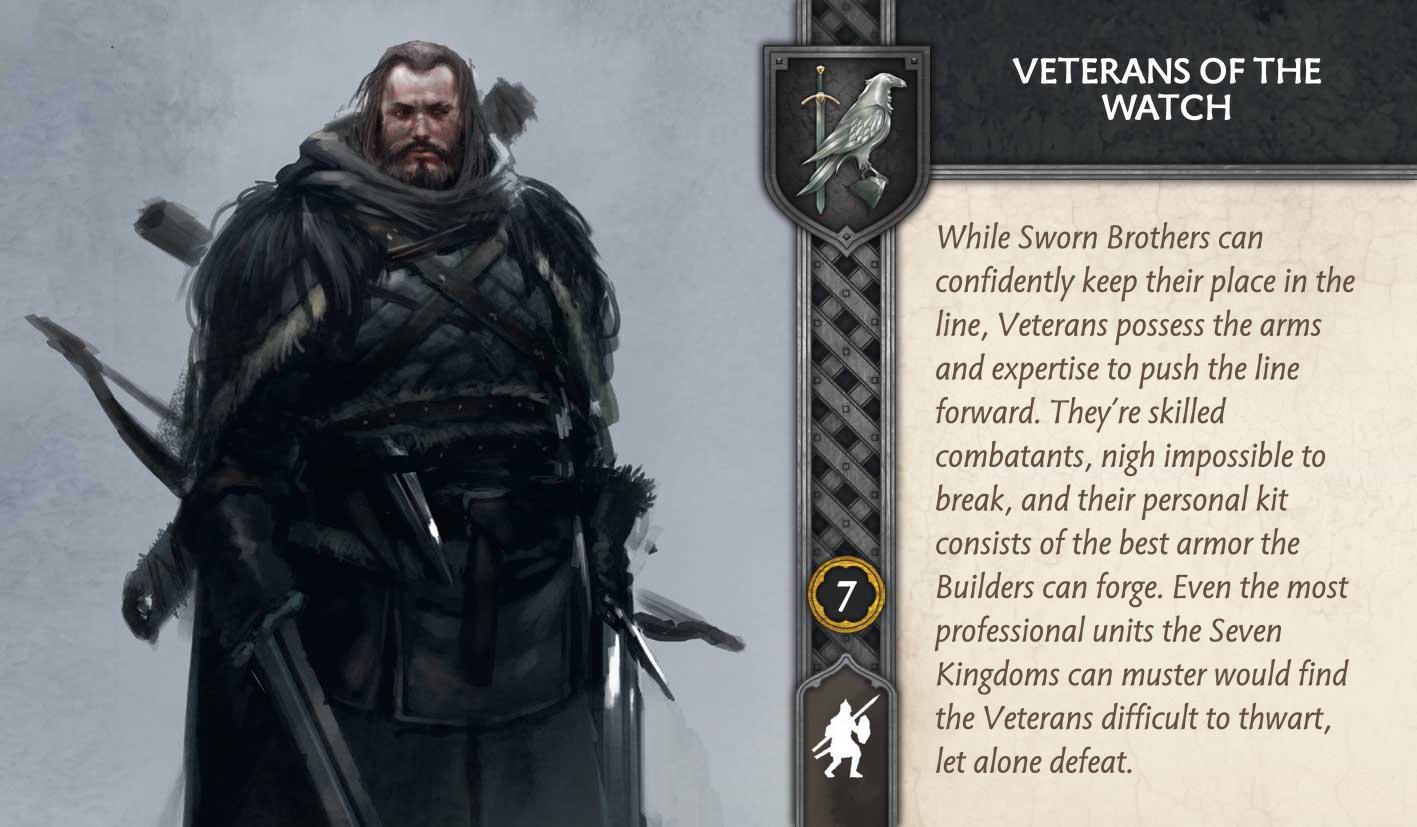 VETERANS OF THE
WATCH
While Sworn Brothers can
confidently keep their place in the
line, Veterans possess the arms
and expertise to push the line
forward. They’re skilled
combatants, nigh impossible to
break, and their personal kit
consists of the best armor the
Builders can forge. Even the most
professional units the Seven
Kingdoms can muster would find
the Veterans difficult to thwart,
let alone defeat.
7